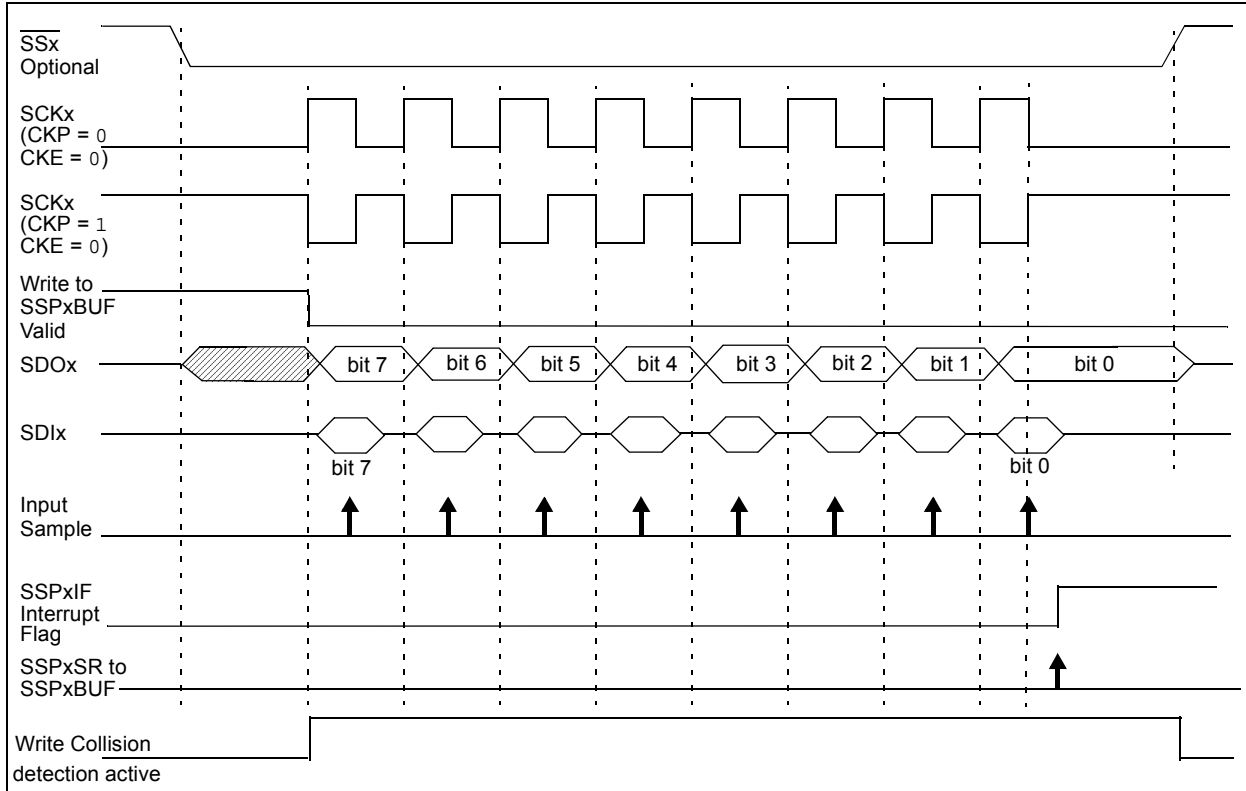 SSx
Optional
SCKx
(CKP = 0
CKE = 0)
SCKx
(CKP = 1
CKE = 0)
Write to
SSPxBUF
Valid
SDOx
bit 7
bit 6
bit 5
bit 4
bit 3
bit 2
bit 1
bit 0
SDIx
bit 7
bit 0
Input
Sample
SSPxIF
Interrupt
Flag
SSPxSR to
SSPxBUF
Write Collision
detection active